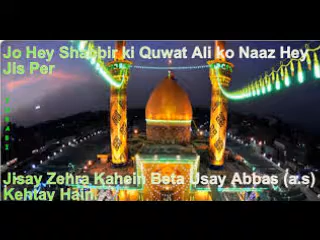 Jo Hey Shabbir ki Quwat Ali ko Naaz Hey
JIs Per
Jisay Zehra Kahein Beta Usay Abbas (a.s)
Kehtay Hain